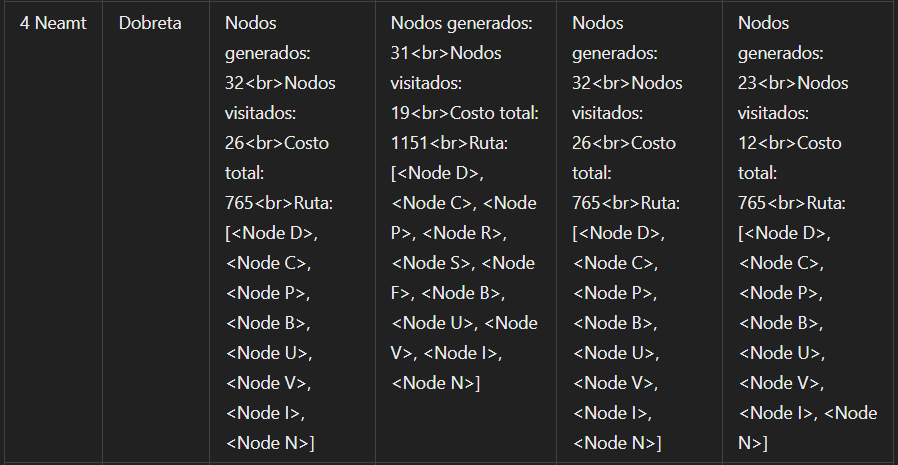 4 Neamt
Dobreta
Nodos
generados:
32<br>Nodos
visitados:
26<br>Costo
total:
765<br>Ruta:
[<Node D>,
<Node C>,
<Node P>,
<Node B>,
<Node U>,
<Node V>,
<Node I>,
<Node N>]
Nodos generados:
31<br>Nodos
visitados:
19<br>Costo total:
1151<br>Ruta:
[<Node D>,
<Node C>, <Node
P>, <Node R>,
<Node S>, <Node
F>, <Node B>,
<Node U>, <Node
V>, <Node I>,
<Node N>]
Nodos
generados:
32<br>Nodos
visitados:
26<br>Costo
total:
765<br>Ruta:
[<Node D>,
<Node C>,
<Node P>,
<Node B>,
<Node U>,
<Node V>,
<Node I>,
<Node N>]
Nodos
generados:
23<br>Nodos
visitados:
12<br>Costo
total:
765<br>Ruta:
[<Node D>,
<Node C>,
<Node P>,
<Node B>,
<Node U>,
<Node V>,
<Node I>, <Node
N>]